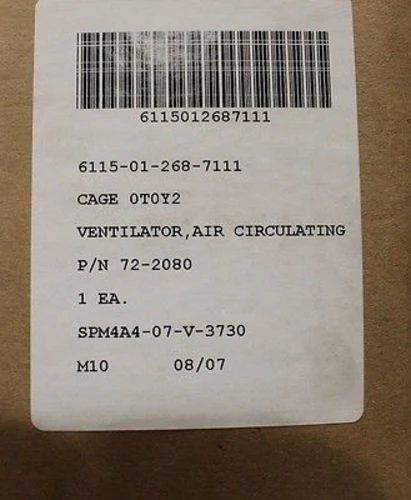 6115012687111
6115-01-268-7111
CAGE 0T0Y2
VENTILATOR,AIR CIRCULATING
P/N 72-2080
1 EA.
SPM4A4-07-V-3730
M10 08/07